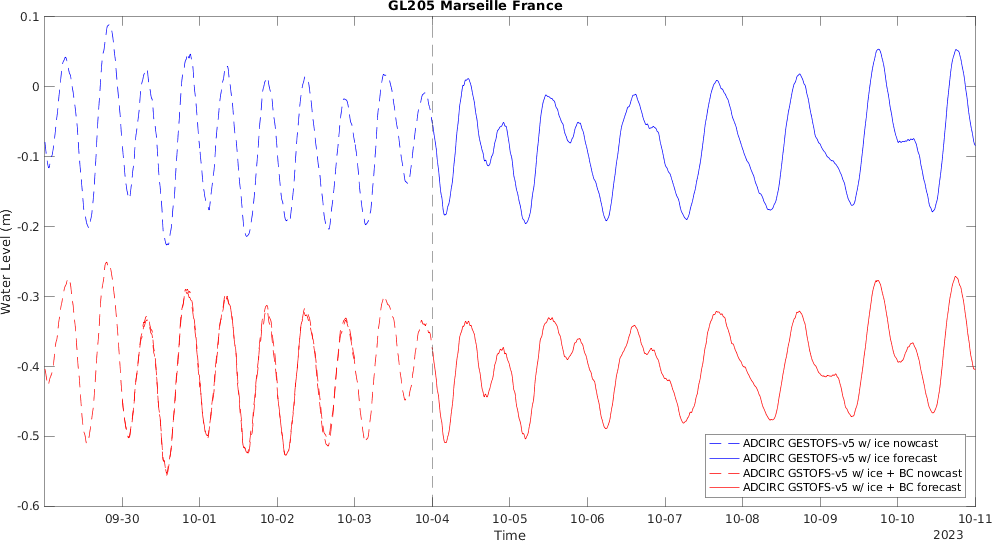 GL205 Marseille France
0.1
0
-0.1
-0.2
-0.3
-0.4
-0.5
-0.6
Water Level (m)
ADCIRC GESTOFS-v5 w/ ice nowcast
ADCIRC GESTOFS-v5 w/ ice forecast
ADCIRC GSTOFS-v5 w/ ice + BC nowcast
ADCIRC GSTOFS-v5 w/ ice + BC forecast
09-30 10-01 10-02 10-03 10-04 10-05 10-06 10-07 10-08 10-09 10-10 10-11
Time
2023